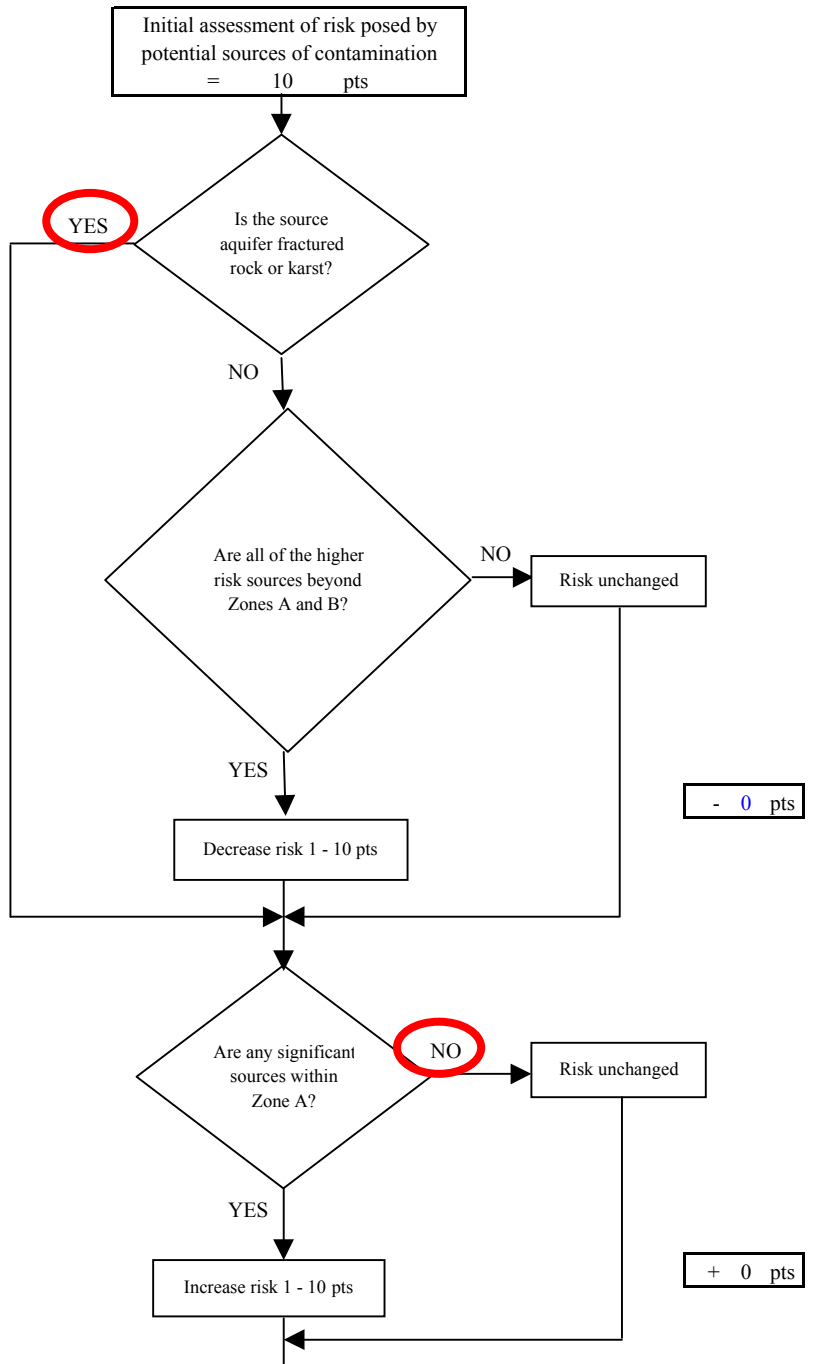 Initial assessment of risk posed by
potential sources of contamination
= 10 pts
YES
Is the source
aquifer fractured
rock or karst?
NO
Are all of the higher
risk sources beyond
Zones A and B?
NO
Risk unchanged
YES
- 0 pts
Decrease risk 1 - 10 pts
Are any significant
sources within
Zone A?
NO
Risk unchanged
YES
+ 0 pts
Increase risk 1 - 10 pts